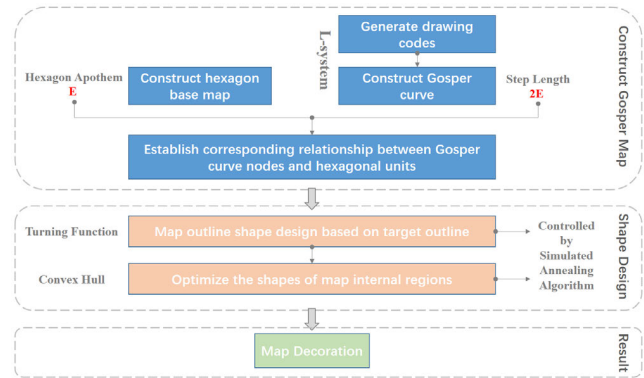 Generate drawing codes
L-system
Construct Gosper Map
Hexagon Apothem
E
Construct hexagon
base map
Construct Gosper
curve
Step Length
2E
Establish corresponding relationship between Gosper
curve nodes and hexagonal units
Turning Function
Map outline shape design based on target outline
Controlled
by
Simulated
Annealing
Algorithm
Shape Design
Convex Hull
Optimize the shapes of map internal regions
Map Decoration
Result